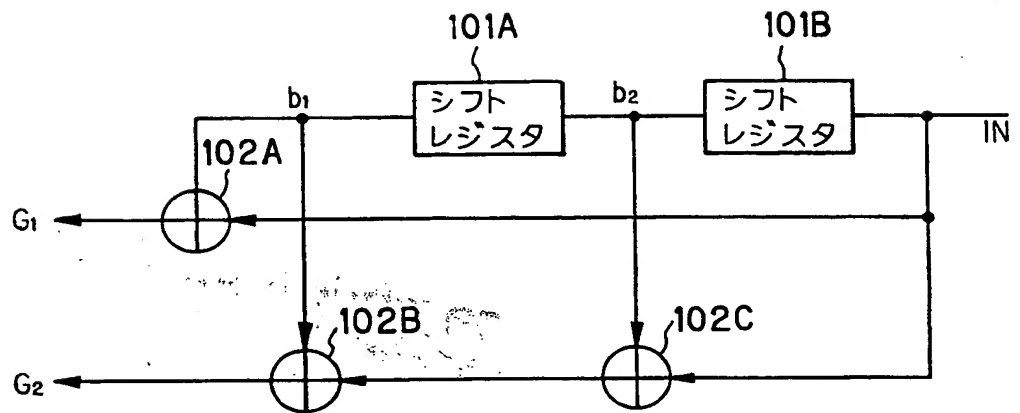 101A
101B
シフト
レジスタ
シフト
レジスタ
b₁
b₂
IN
102A
G₁
102B
102C
G₂